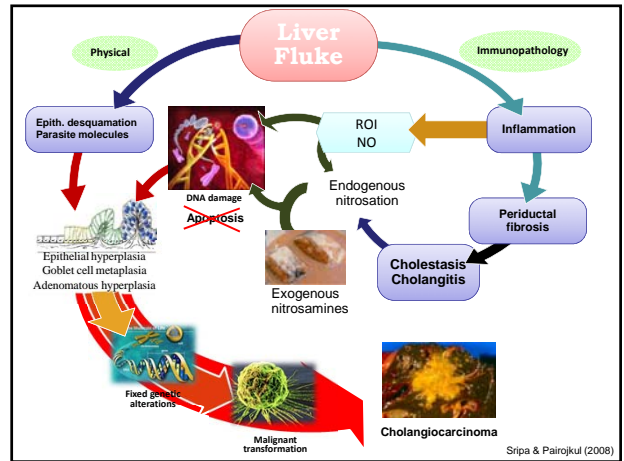 Liver
Fluke
Physical
Immunopathology
Epith. desquamation
Parasite molecules
ROI
NO
Inflammation
DNA damage
Apoptosis
Endogenous
nitrosation
Periductal
fibrosis
Epithelial hyperplasia
Goblet cell metaplasia
Adenomatous hyperplasia
Exogenous
nitrosamines
Cholestasis
Cholangitis
Fixed genetic
alterations
Malignant
transformation
Cholangiocarcinoma
Sripa & Pairojkul (2008)